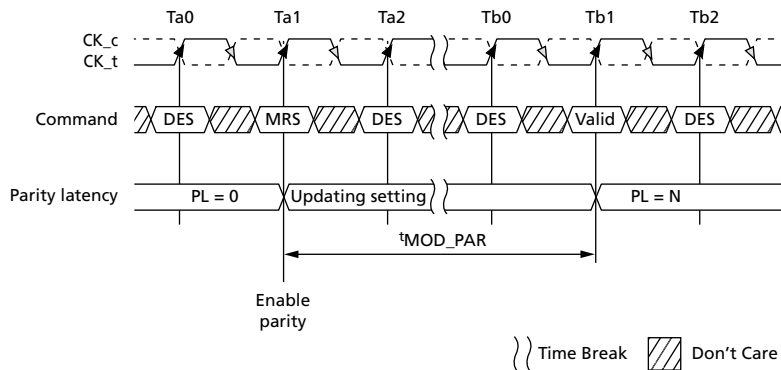 Ta0 Ta1 Ta2 Tb0 Tb1 Tb2
CK_c
CK_t
Command DES MRS DES DES Valid DES
Parity latency PL = 0 Updating setting PL = N
tMOD_PAR
Enable
parity
Time Break Don't Care